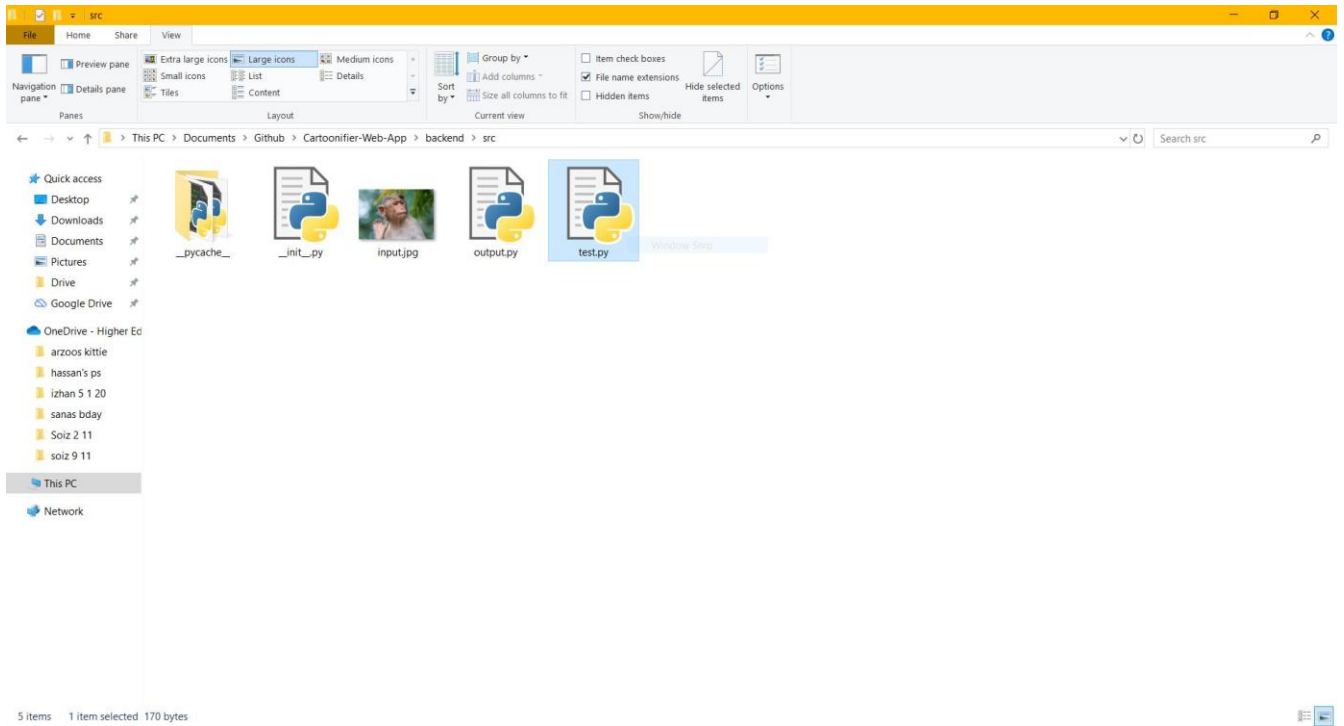 src
File Home Share View
Preview pane
Navigation pane
Details pane
Panes
Extra large icons Large icons Medium icons
Small icons List Details
Tiles Content
Layout
Sort by
Group by
Add columns
Size all columns to fit
Current view
Item check boxes
File name extensions
Hidden items
Hide selected items
Show/hide
Options
This PC > Documents > Github > Cartoonifier-Web-App > backend > src
Search src
Quick access
Desktop
Downloads
Documents
Pictures
Drive
Google Drive
OneDrive - Higher Ed
arzoos kittie
hassan's ps
izhan 5 1 20
sanas bday
Soiz 2 11
soiz 9 11
This PC
Network
__pycache__ __init__.py input.jpg output.py test.py
Window Snip
5 items 1 item selected 170 bytes